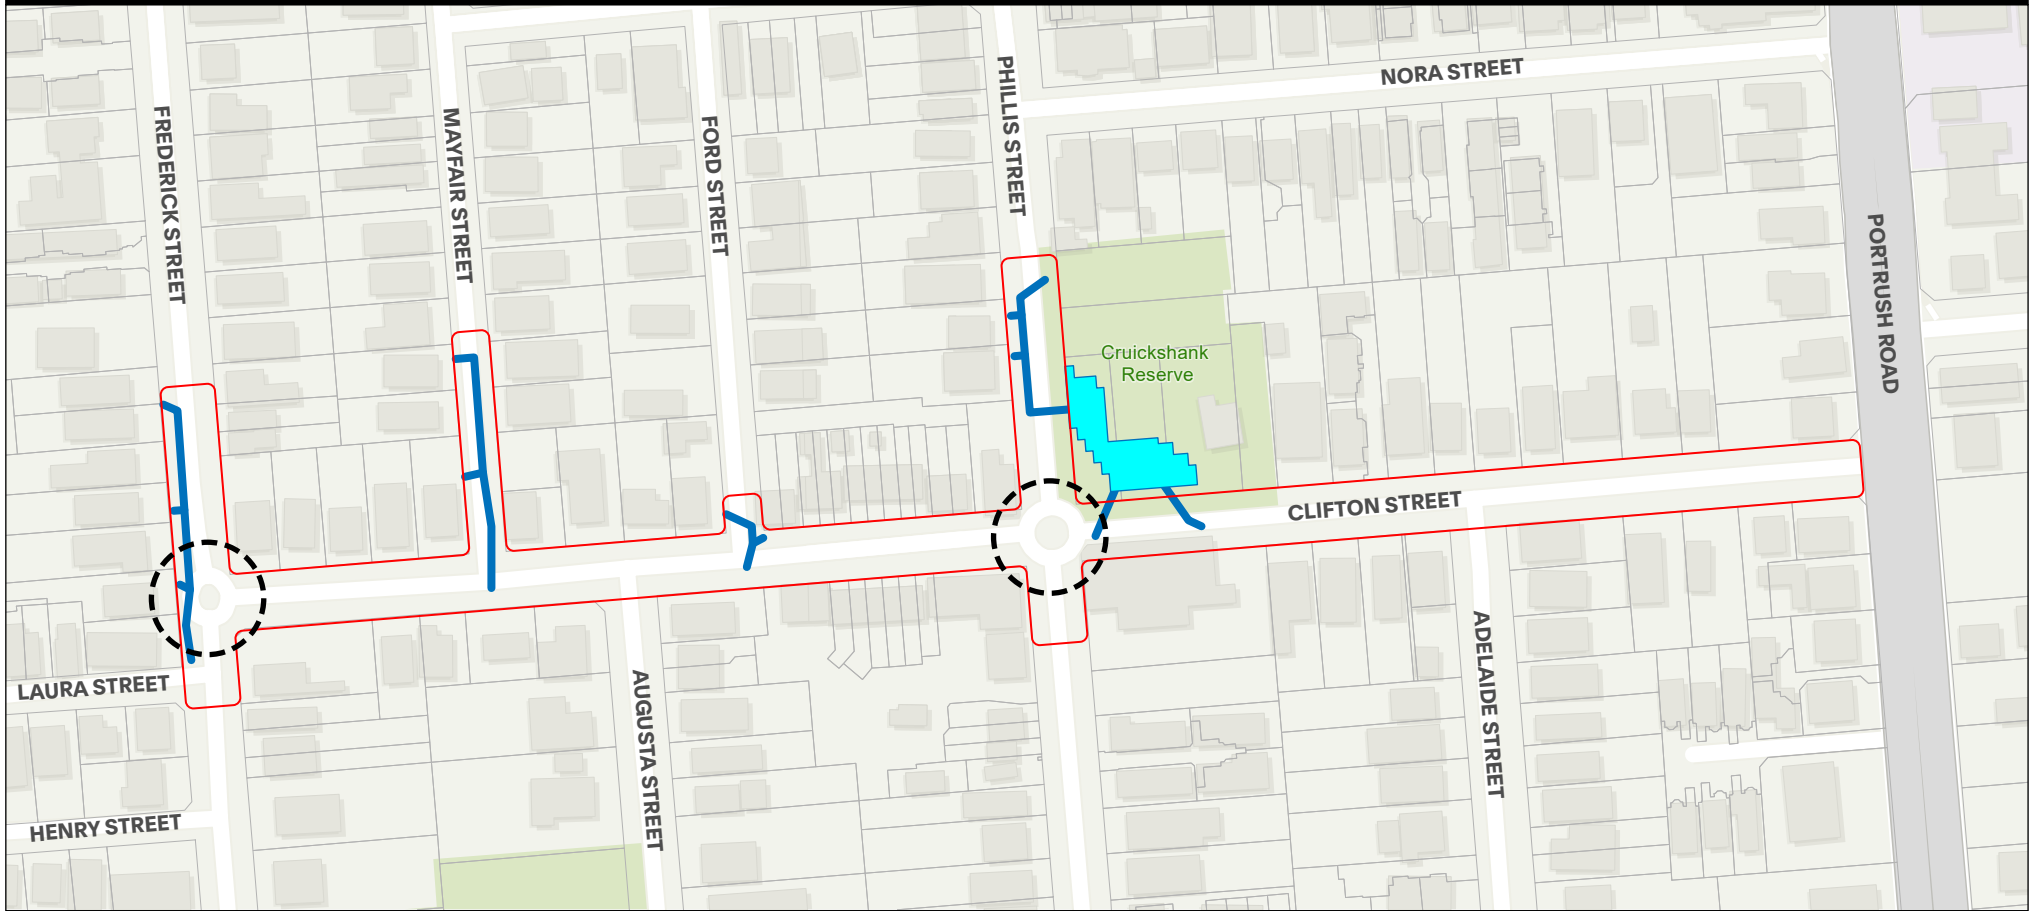 NORA STREET
PHILLIS STREET
FREDERICK STREET
MAYFAIR STREET
FORD STREET
PORTRUSH ROAD
Cruickshank
Reserve
CLIFTON STREET
LAURA STREET
AUGUSTA STREET
ADELAIDE STREET
HENRY STREET